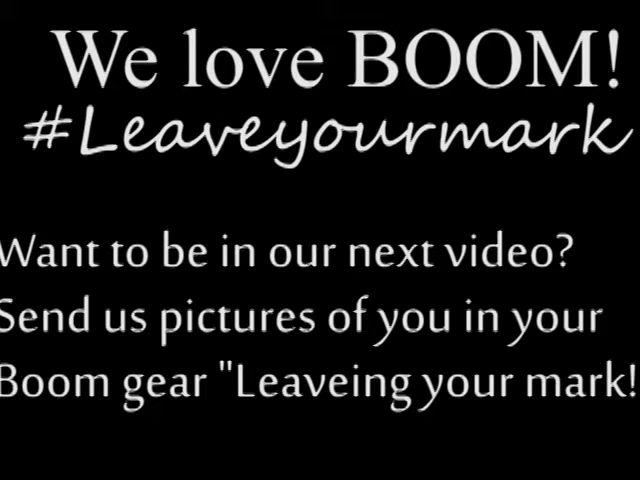 We love BOOM!
#Leaveyourmark
Want to be in our next video?
Send us pictures of you in your
Boom gear "Leaveing your mark!